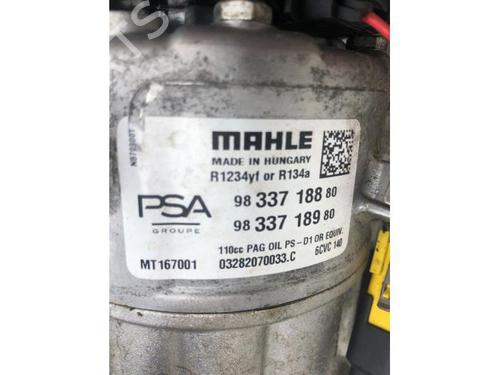 MAHLE
MADE IN HUNGARY
R1234yf or R134a
PSA
GROUPE
98 337 188 80
98 337 189 80
110cc PAG OIL PS-D1 OR EQUIV.
6CVC 140
MT167001
03282070033.C